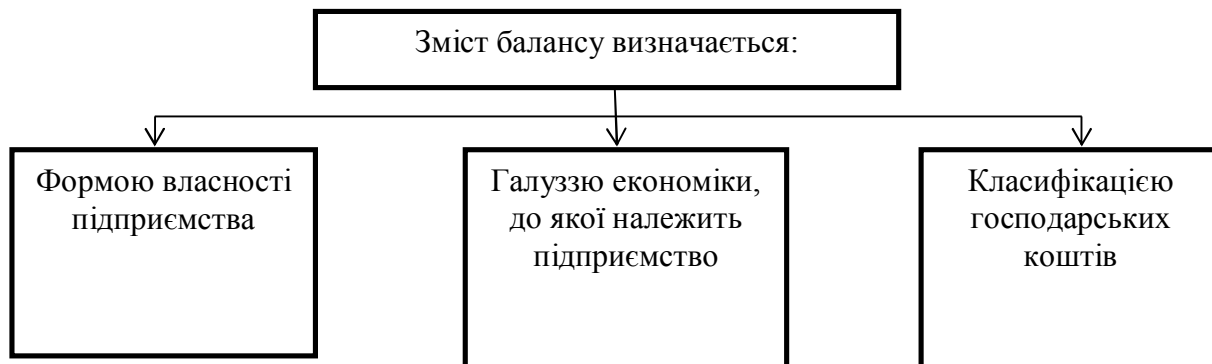 Зміст балансу визначається:
Формою власності
підприємства
Галуззю економіки,
до якої належить
підприємство
Класифікацією
господарських
коштів